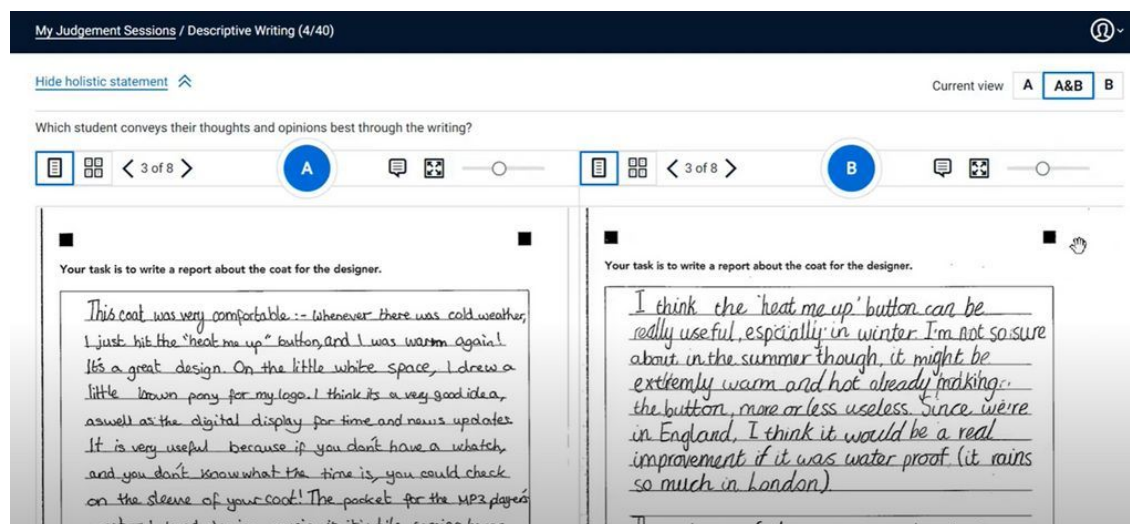 My Judgement Sessions / Descriptive Writing (4/40)
Hide holistic statement
Current view A A&B B
Which student conveys their thoughts and opinions best through the writing?
3 of 8 A
3 of 8 B
Your task is to write a report about the coat for the designer.
This coat was very comfortable :- whenever there was cold weather,
I just hit the "heat me up" button, and I was warm again!
It's a great design. On the little white space, I drew a
little brown pony for my logo. I think its a very good idea,
aswell as the digital display for time and news updates.
It is very useful because if you don't have a whatch,
and you don't know what the time is, you could check
on the sleeve of your coat! The pocket for the MP3 player's
Your task is to write a report about the coat for the designer.
I think the 'heat me up' button can be
really useful, espcially in winter. I'm not so sure
about in the summer though, it might be
extremly warm and hot already making
the button, more or less useless. Since we're
in England, I think it would be a real
improvement if it was water proof (it rains
so much in London).